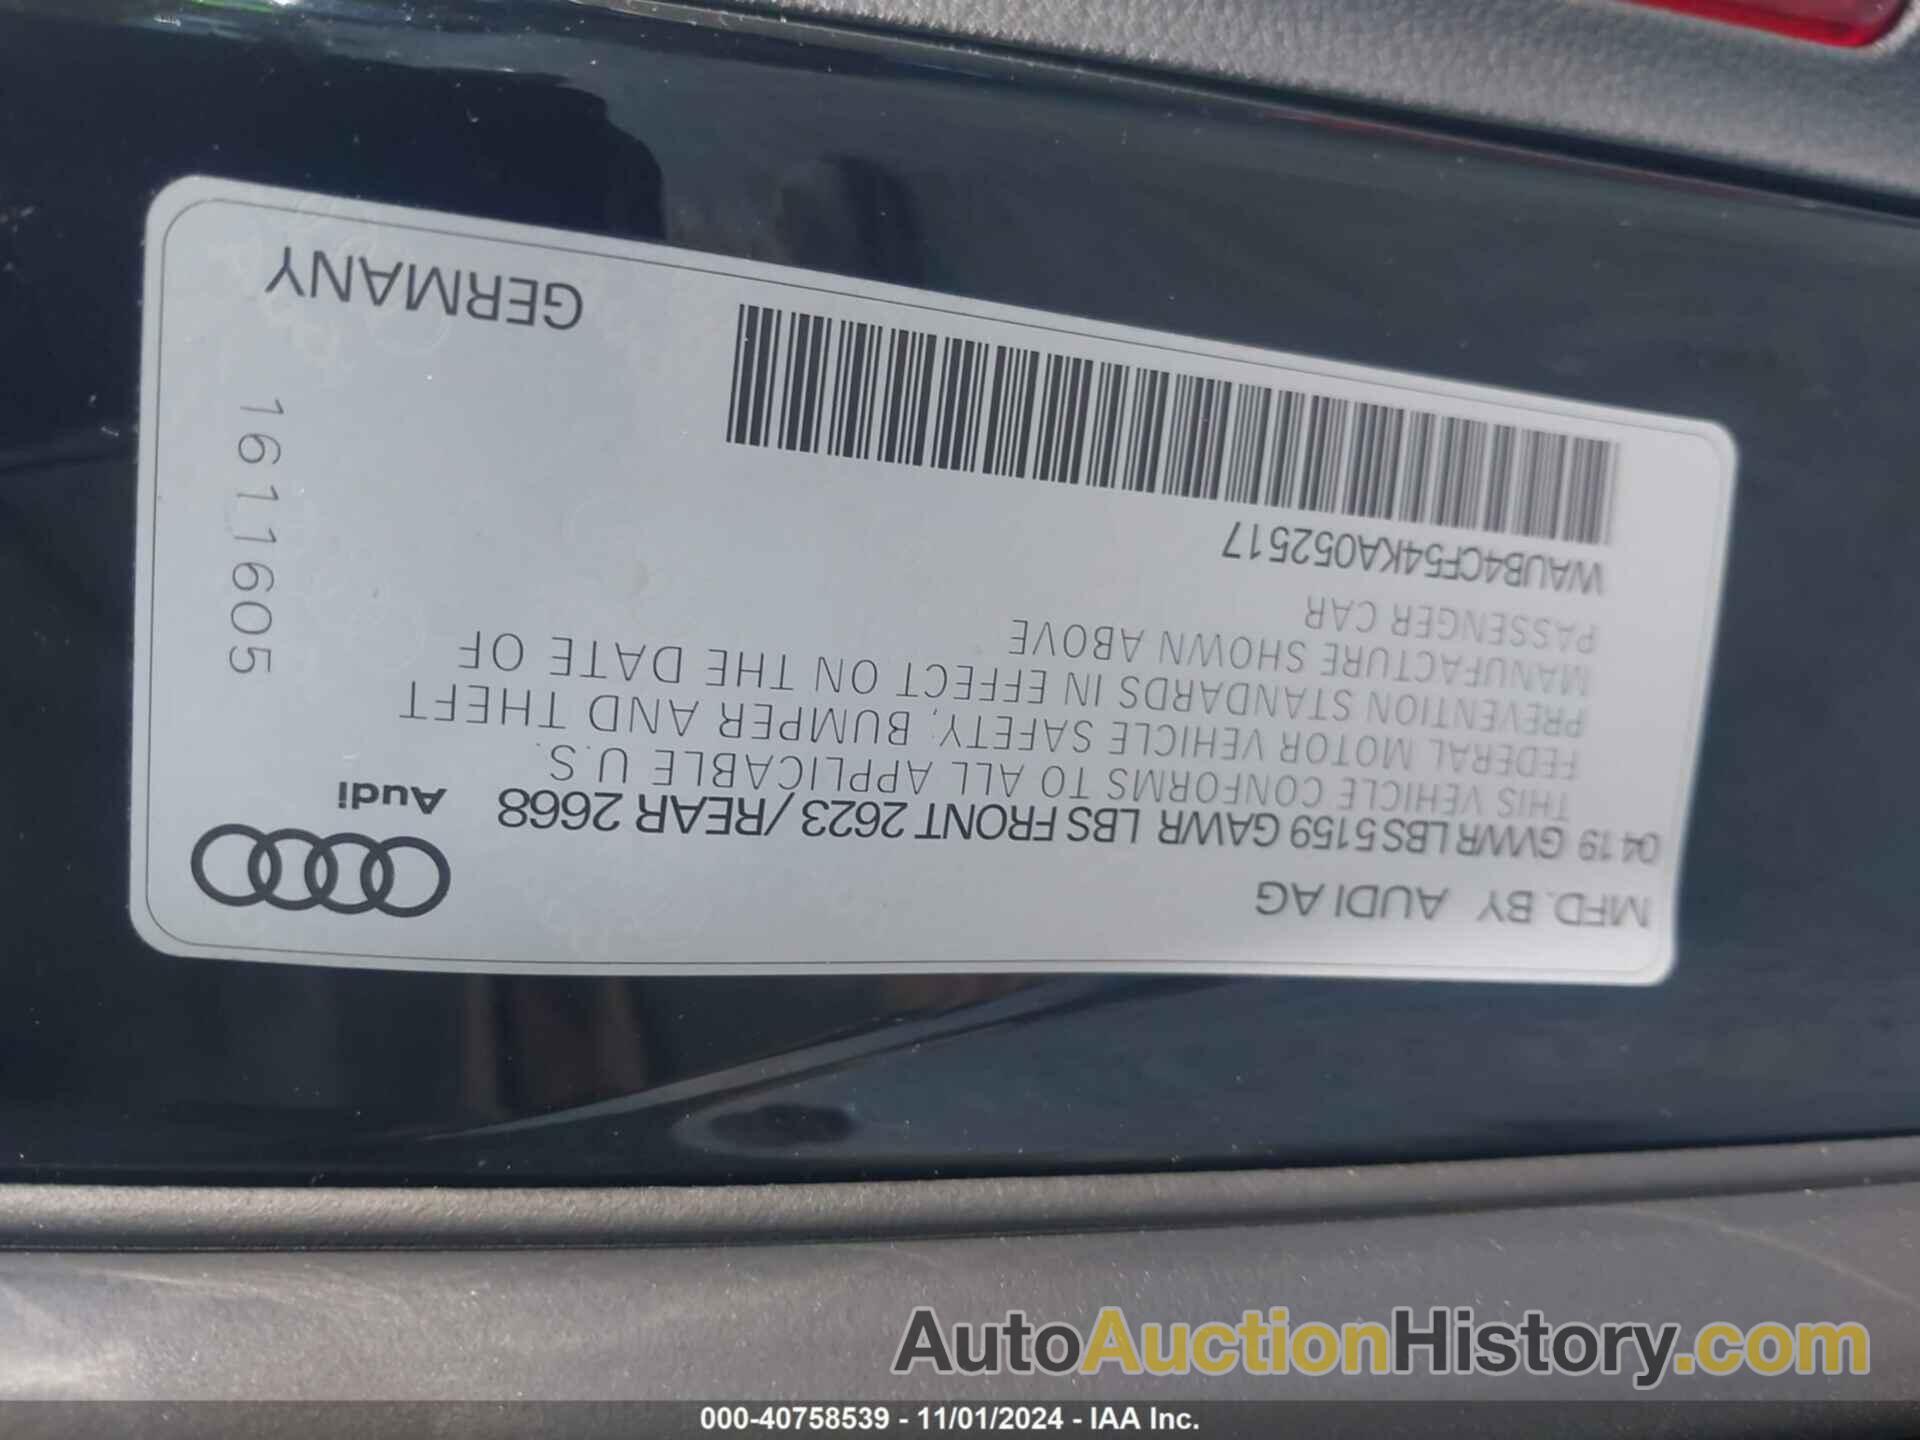 MFD. BY AUDI AG
04 19 GVWR LBS 5159 GAWR LBS FRONT 2623 / REAR 2668
THIS VEHICLE CONFORMS TO ALL APPLICABLE U.S.
FEDERAL MOTOR VEHICLE SAFETY, BUMPER AND THEFT
PREVENTION STANDARDS IN EFFECT ON THE DATE OF
MANUFACTURE SHOWN ABOVE
PASSENGER CAR
WAUB4CF54KA052517
Audi
1611605
GERMANY
AutoAuctionHistory.com
000-40758539 - 11/01/2024 - IAA Inc.